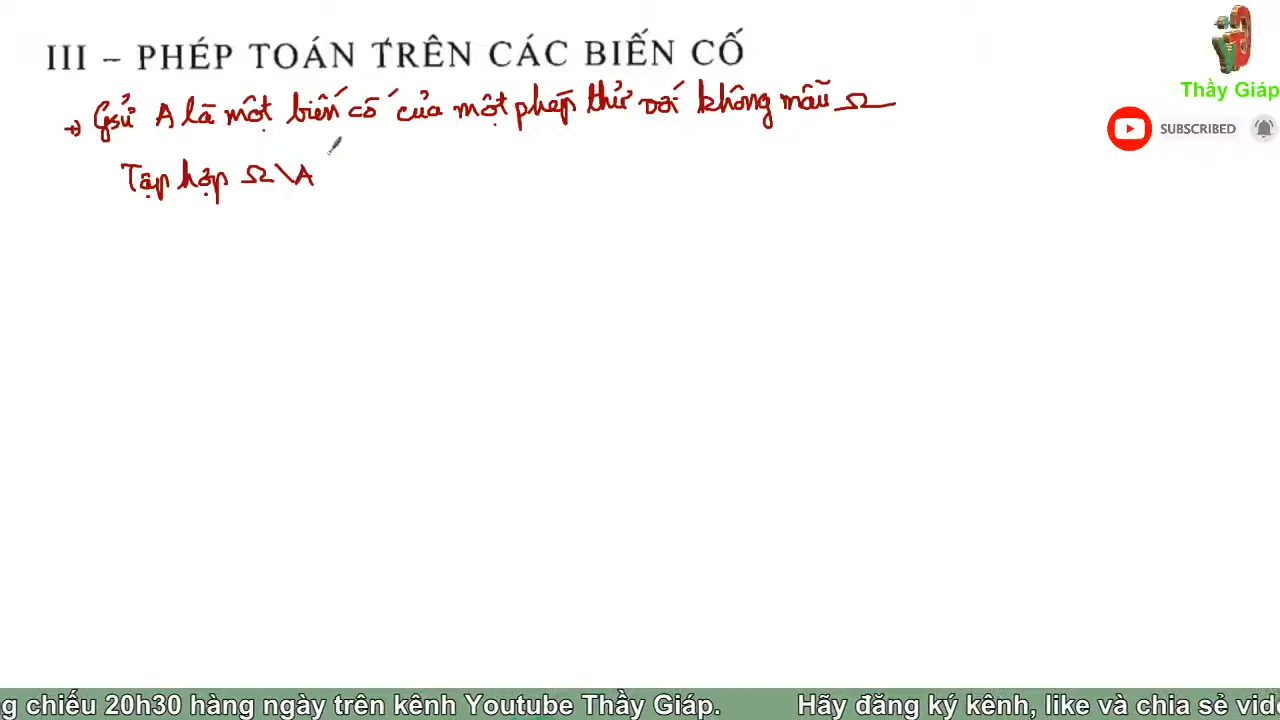 III – PHÉP TOÁN TRÊN CÁC BIẾN CỐ
Thầy Giáp
→ Gsử A là một biến cố của một phép thử với không mẫu Ω
SUBSCRIBED
Tập hợp Ω\A
g chiếu 20h30 hàng ngày trên kênh Youtube Thầy Giáp. Hãy đăng ký kênh, like và chia sẻ vid